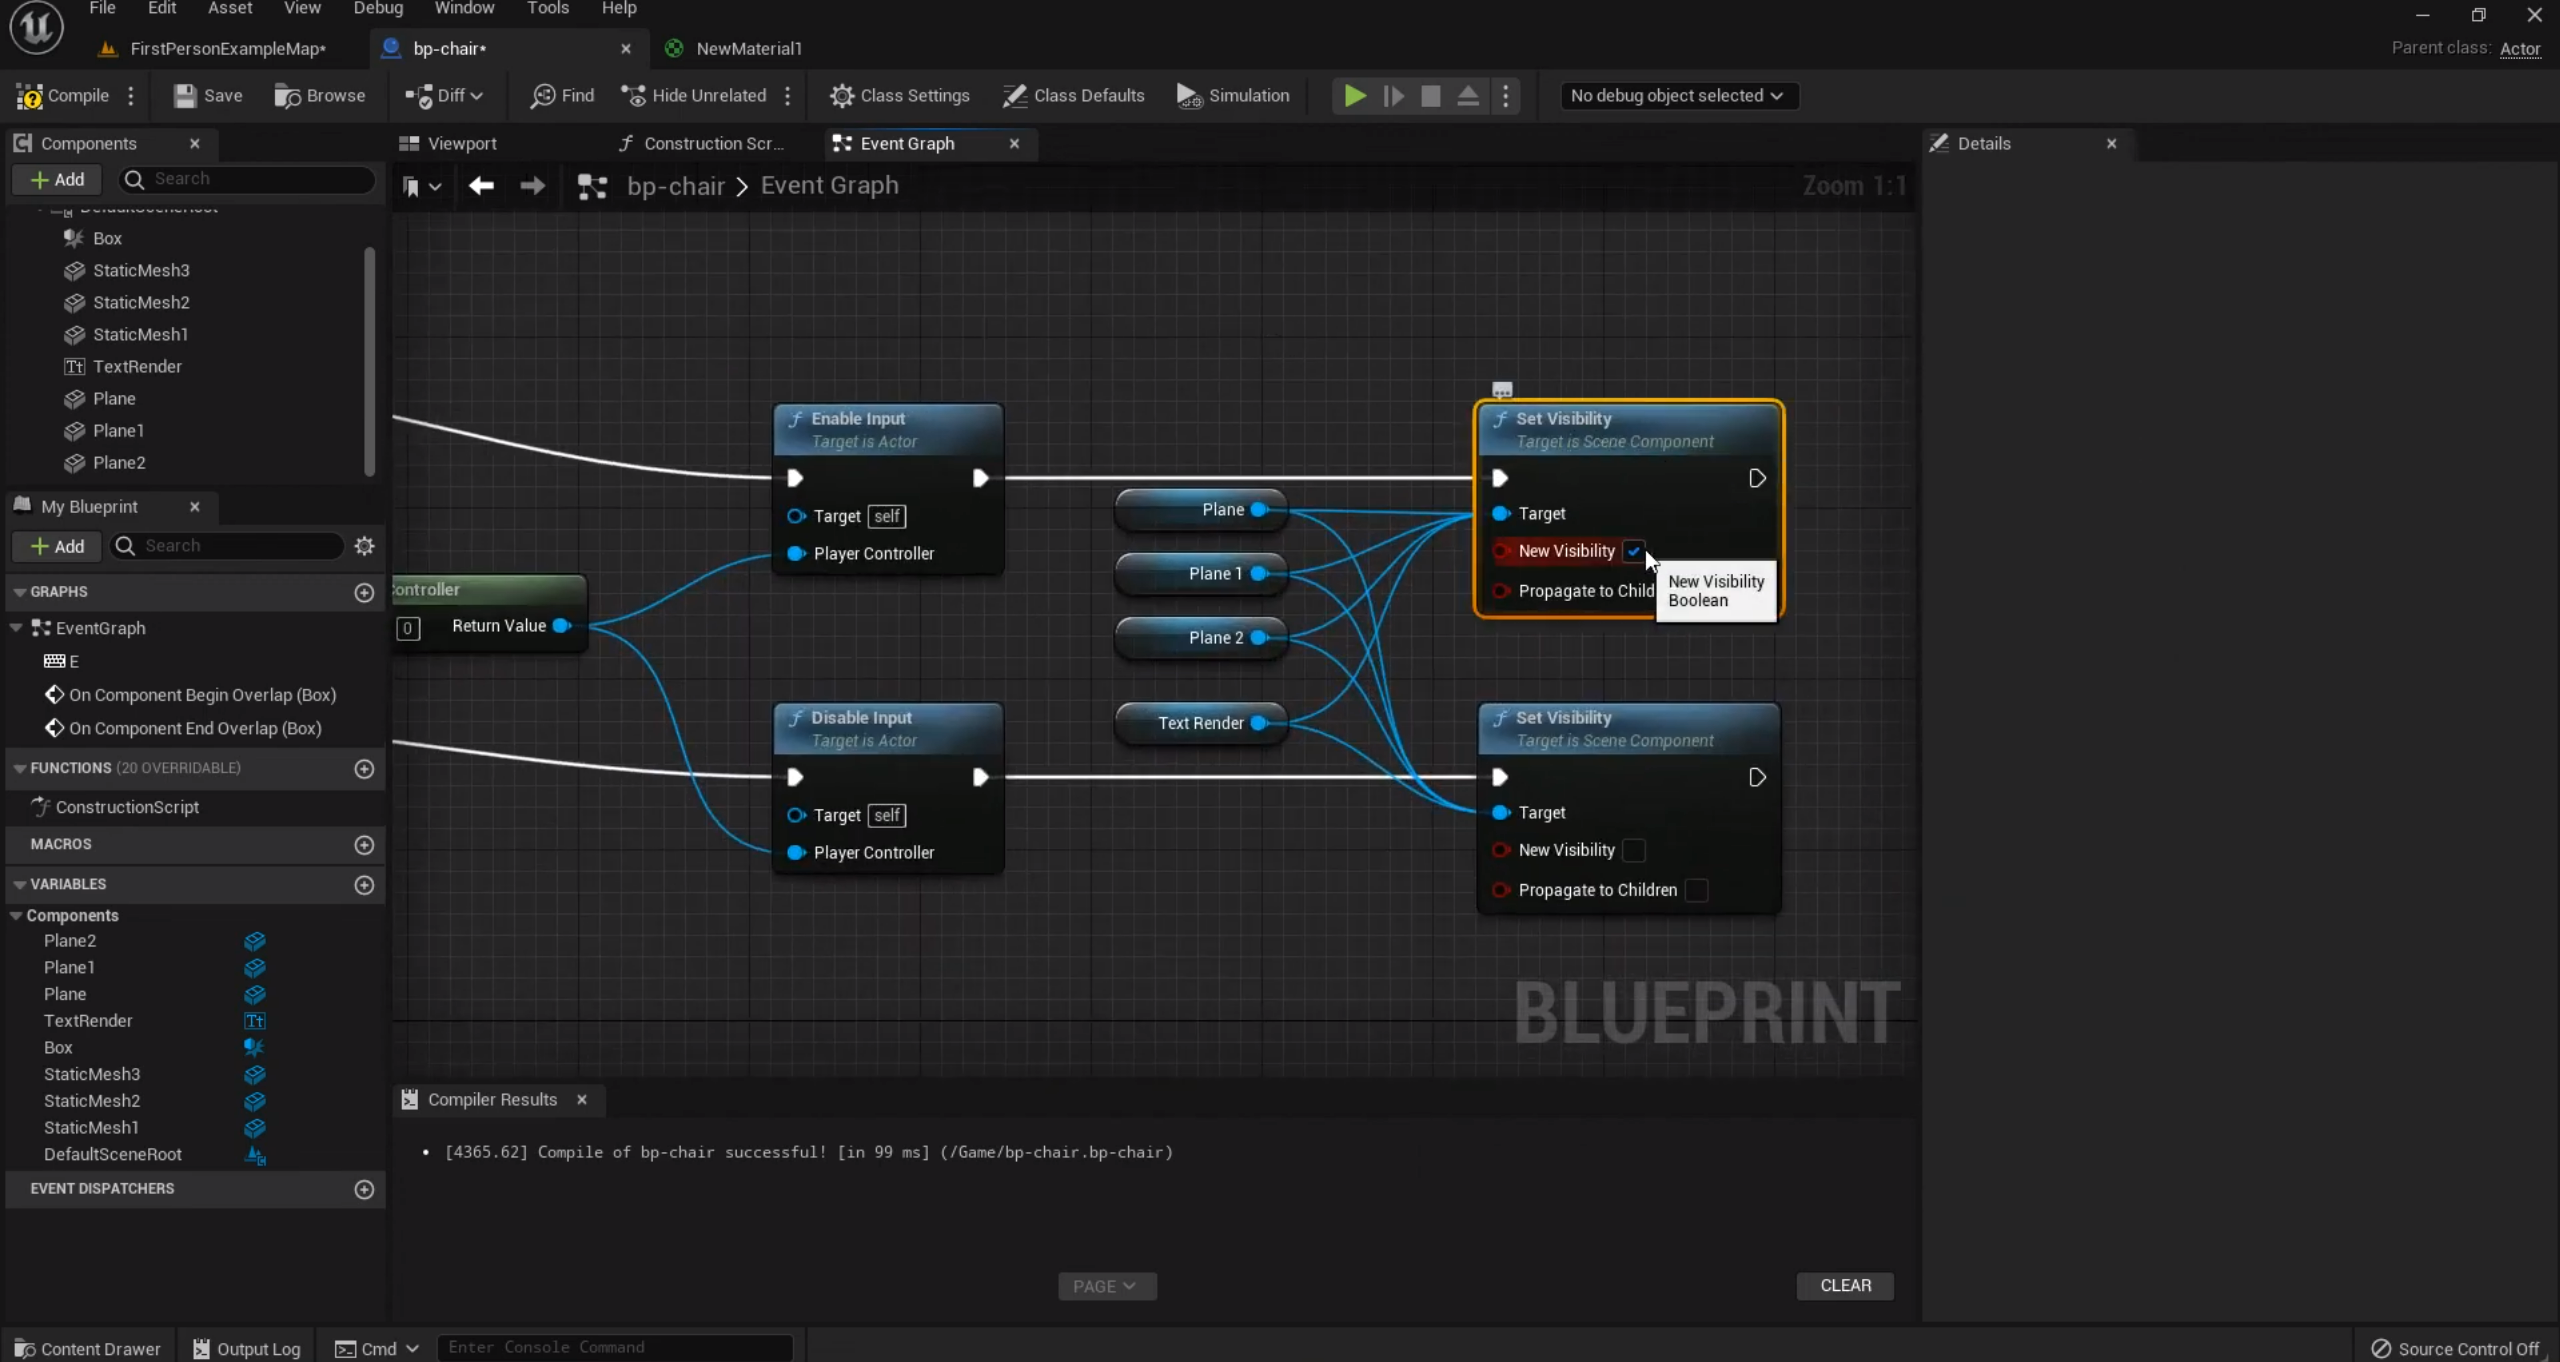 File Edit Asset View Debug Window Tools Help
FirstPersonExampleMap* bp-chair* NewMaterial1
Parent class: Actor
Compile Save Browse Diff Find Hide Unrelated Class Settings Class Defaults Simulation No debug object selected
Components
Viewport Construction Scr... Event Graph
Details
Add Search
bp-chair > Event Graph
Zoom 1:1
DefaultSceneRoot
Box
StaticMesh3
StaticMesh2
StaticMesh1
TextRender
Plane
Plane1
Plane2
My Blueprint
Add Search
GRAPHS
EventGraph
E
On Component Begin Overlap (Box)
On Component End Overlap (Box)
FUNCTIONS (20 OVERRIDABLE)
ConstructionScript
MACROS
VARIABLES
Components
Plane2
Plane1
Plane
TextRender
Box
StaticMesh3
StaticMesh2
StaticMesh1
DefaultSceneRoot
EVENT DISPATCHERS
ontroller
0 Return Value
Enable Input
Target is Actor
Target self
Player Controller
Disable Input
Target is Actor
Target self
Player Controller
Plane
Plane 1
Plane 2
Text Render
Set Visibility
Target is Scene Component
Target
New Visibility
Propagate to Child
New Visibility
Boolean
Set Visibility
Target is Scene Component
Target
New Visibility
Propagate to Children
BLUEPRINT
Compiler Results
[4365.62] Compile of bp-chair successful! [in 99 ms] (/Game/bp-chair.bp-chair)
PAGE
CLEAR
Content Drawer Output Log Cmd Enter Console Command
Source Control Off